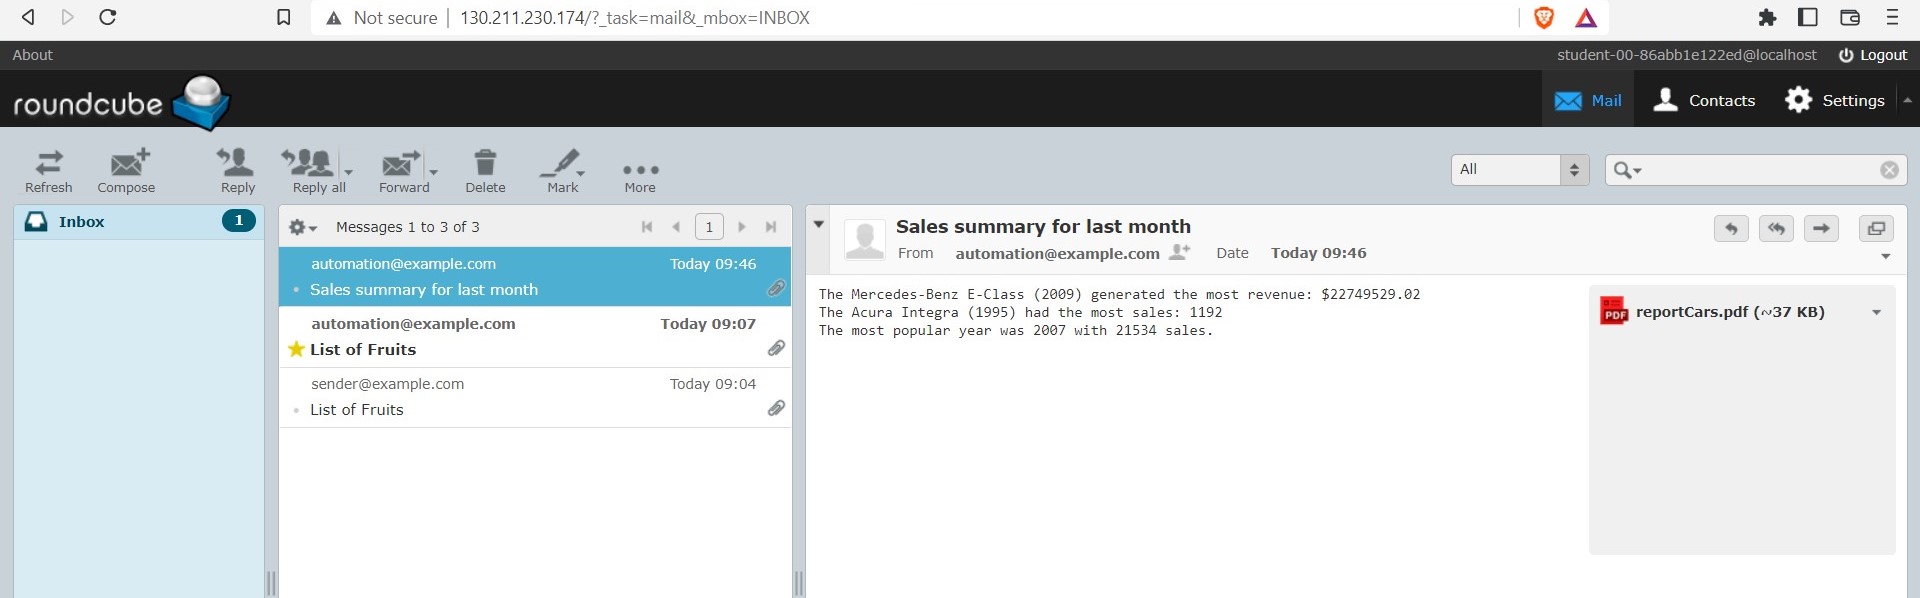 Not secure 130.211.230.174/?_task=mail&_mbox=INBOX
About student-00-86abb1e122ed@localhost Logout
roundcube Mail Contacts Settings
Refresh Compose Reply Reply all Forward Delete Mark More All
Inbox 1
Messages 1 to 3 of 3 1
automation@example.com Today 09:46
Sales summary for last month
automation@example.com Today 09:07
List of Fruits
sender@example.com Today 09:04
List of Fruits
Sales summary for last month
From automation@example.com Date Today 09:46
The Mercedes-Benz E-Class (2009) generated the most revenue: $22749529.02
The Acura Integra (1995) had the most sales: 1192
The most popular year was 2007 with 21534 sales.
PDF reportCars.pdf (~37 KB)